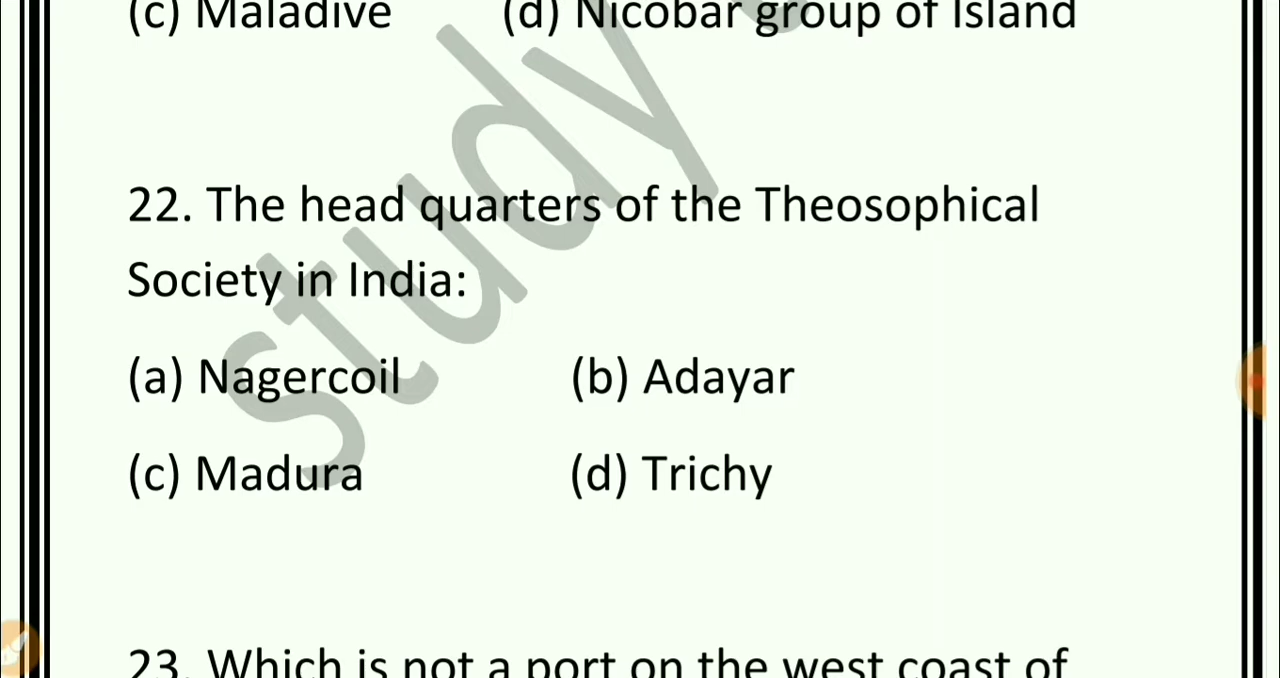 (c) Maladive (d) Nicobar group of Island
22. The head quarters of the Theosophical
Society in India:
(a) Nagercoil (b) Adayar
(c) Madura (d) Trichy
23. Which is not a port on the west coast of
study